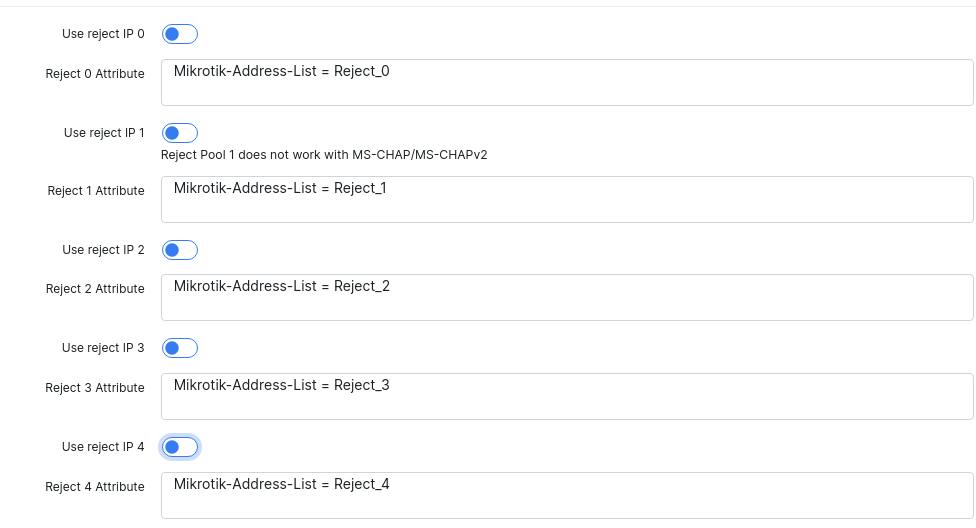 Use reject IP 0
Reject 0 Attribute
Mikrotik-Address-List = Reject_0
Use reject IP 1
Reject Pool 1 does not work with MS-CHAP/MS-CHAPv2
Reject 1 Attribute
Mikrotik-Address-List = Reject_1
Use reject IP 2
Reject 2 Attribute
Mikrotik-Address-List = Reject_2
Use reject IP 3
Reject 3 Attribute
Mikrotik-Address-List = Reject_3
Use reject IP 4
Reject 4 Attribute
Mikrotik-Address-List = Reject_4